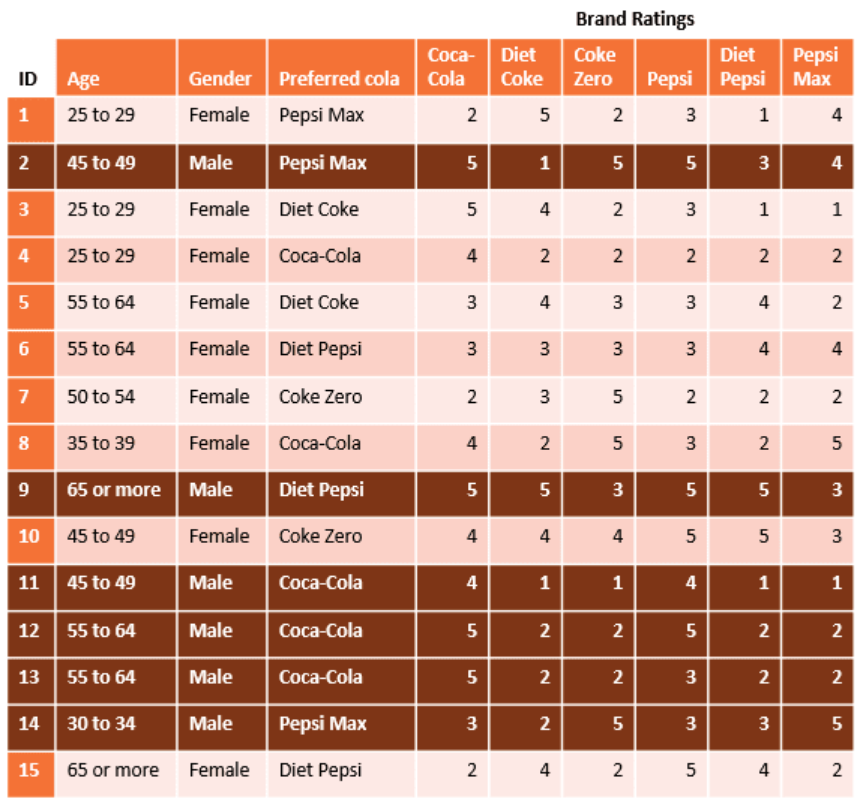 Brand Ratings
ID Age Gender Preferred cola Coca-Cola Diet Coke Coke Zero Pepsi Diet Pepsi Pepsi Max
1 25 to 29 Female Pepsi Max 2 5 2 3 1 4
2 45 to 49 Male Pepsi Max 5 1 5 5 3 4
3 25 to 29 Female Diet Coke 5 4 2 3 1 1
4 25 to 29 Female Coca-Cola 4 2 2 2 2 2
5 55 to 64 Female Diet Coke 3 4 3 3 4 2
6 55 to 64 Female Diet Pepsi 3 3 3 3 4 4
7 50 to 54 Female Coke Zero 2 3 5 2 2 2
8 35 to 39 Female Coca-Cola 4 2 5 3 2 5
9 65 or more Male Diet Pepsi 5 5 3 5 5 3
10 45 to 49 Female Coke Zero 4 4 4 5 5 3
11 45 to 49 Male Coca-Cola 4 1 1 4 1 1
12 55 to 64 Male Coca-Cola 5 2 2 5 2 2
13 55 to 64 Male Coca-Cola 5 2 2 3 2 2
14 30 to 34 Male Pepsi Max 3 2 5 3 3 5
15 65 or more Female Diet Pepsi 2 4 2 5 4 2